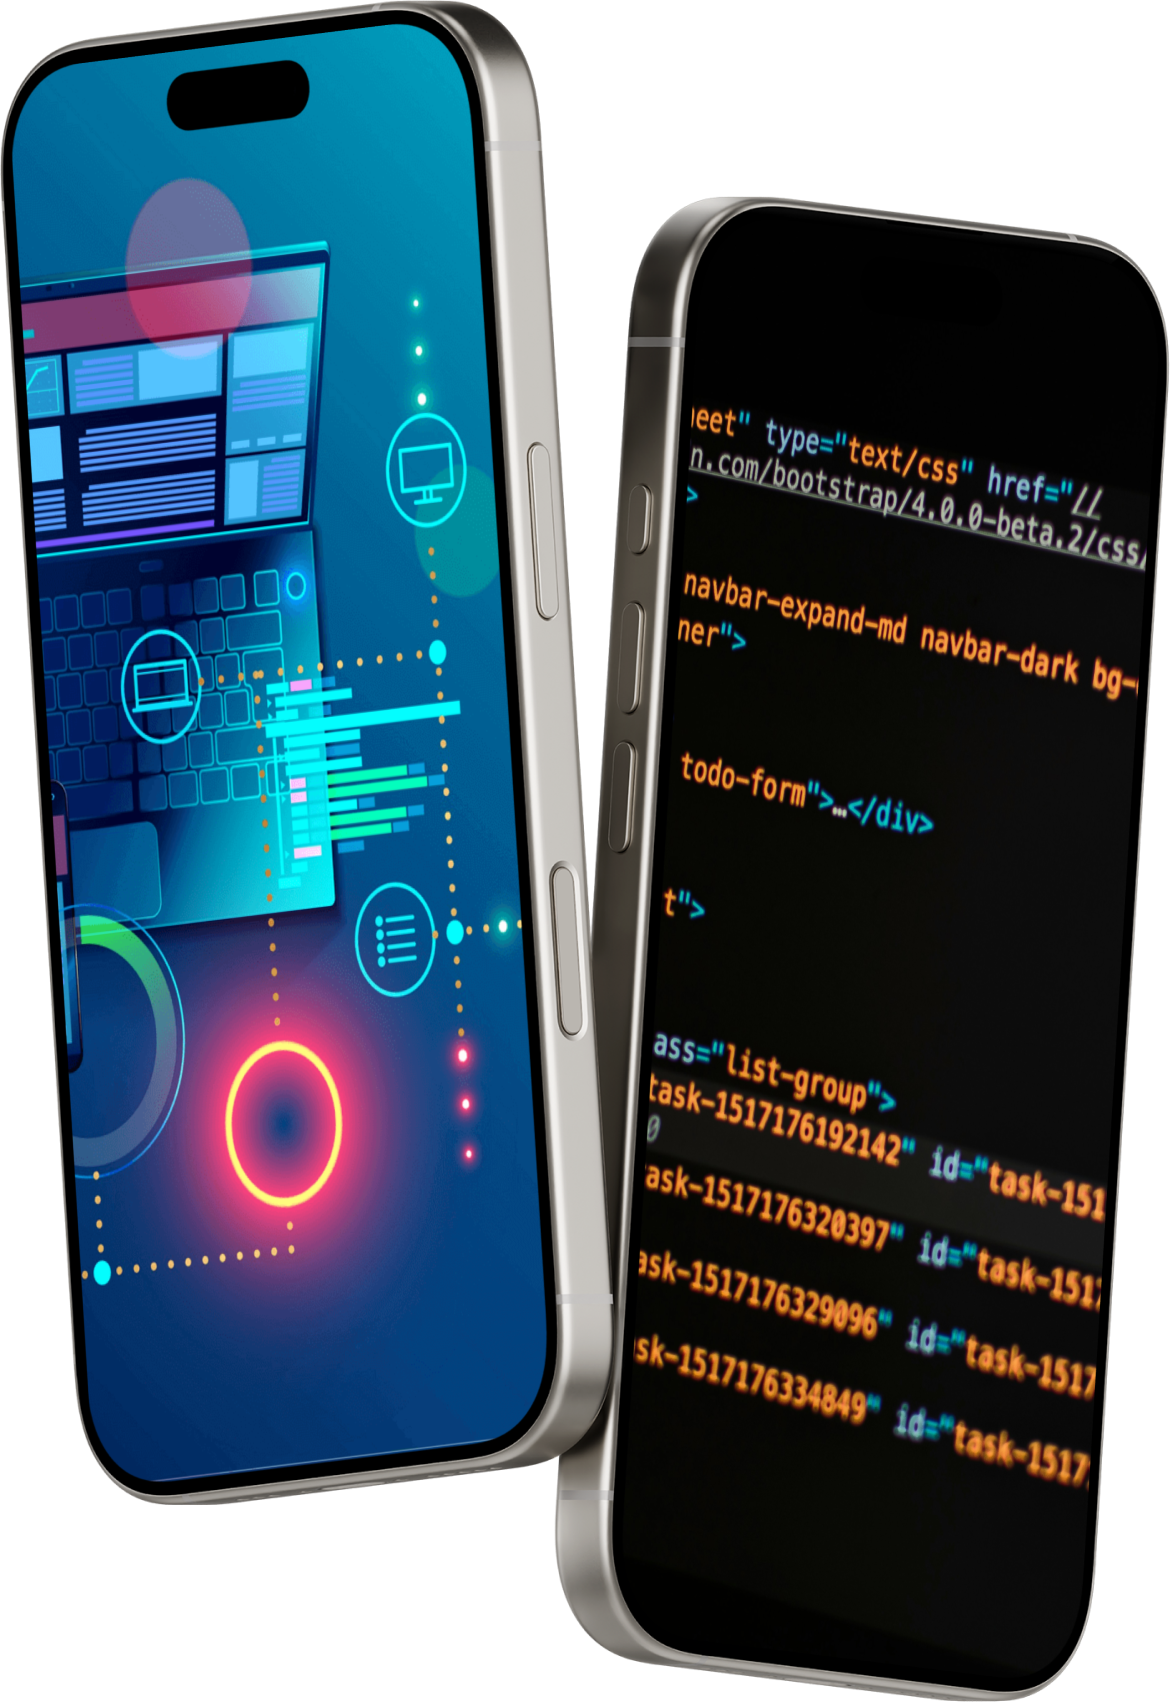 eet" type="text/css" href="//
n.com/bootstrap/4.0.0-beta.2/css/
>
navbar-expand-md navbar-dark bg-
ner">
todo-form">…</div>
t">
ass="list-group">
task-1517176192142" id="task-151
0
task-1517176320397" id="task-1517
ask-1517176329096" id="task-1517
sk-1517176334849" id="task-1517